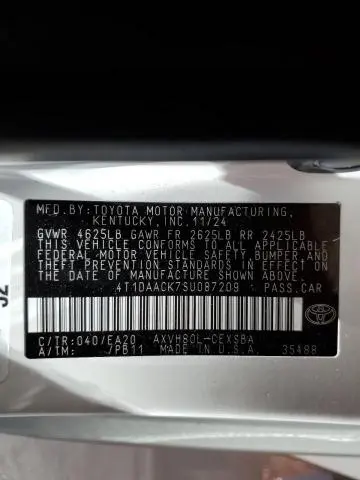 MFD.BY:TOYOTA MOTOR MANUFACTURING,
KENTUCKY,INC.11/24
GVWR 4625LB GAWR FR 2625LB RR 2425LB
THIS VEHICLE CONFORMS TO ALL APPLICABLE
FEDERAL MOTOR VEHICLE SAFETY,BUMPER,AND
THEFT PREVENTION STANDARDS IN EFFECT ON
THE DATE OF MANUFACTURE SHOWN ABOVE.
4T1DAACK7SU087209 PASS.CAR
C/TR:040/EA20 AXVH80L-CEXSBA
A/TM: /PB11 MADE IN U.S.A. 35488